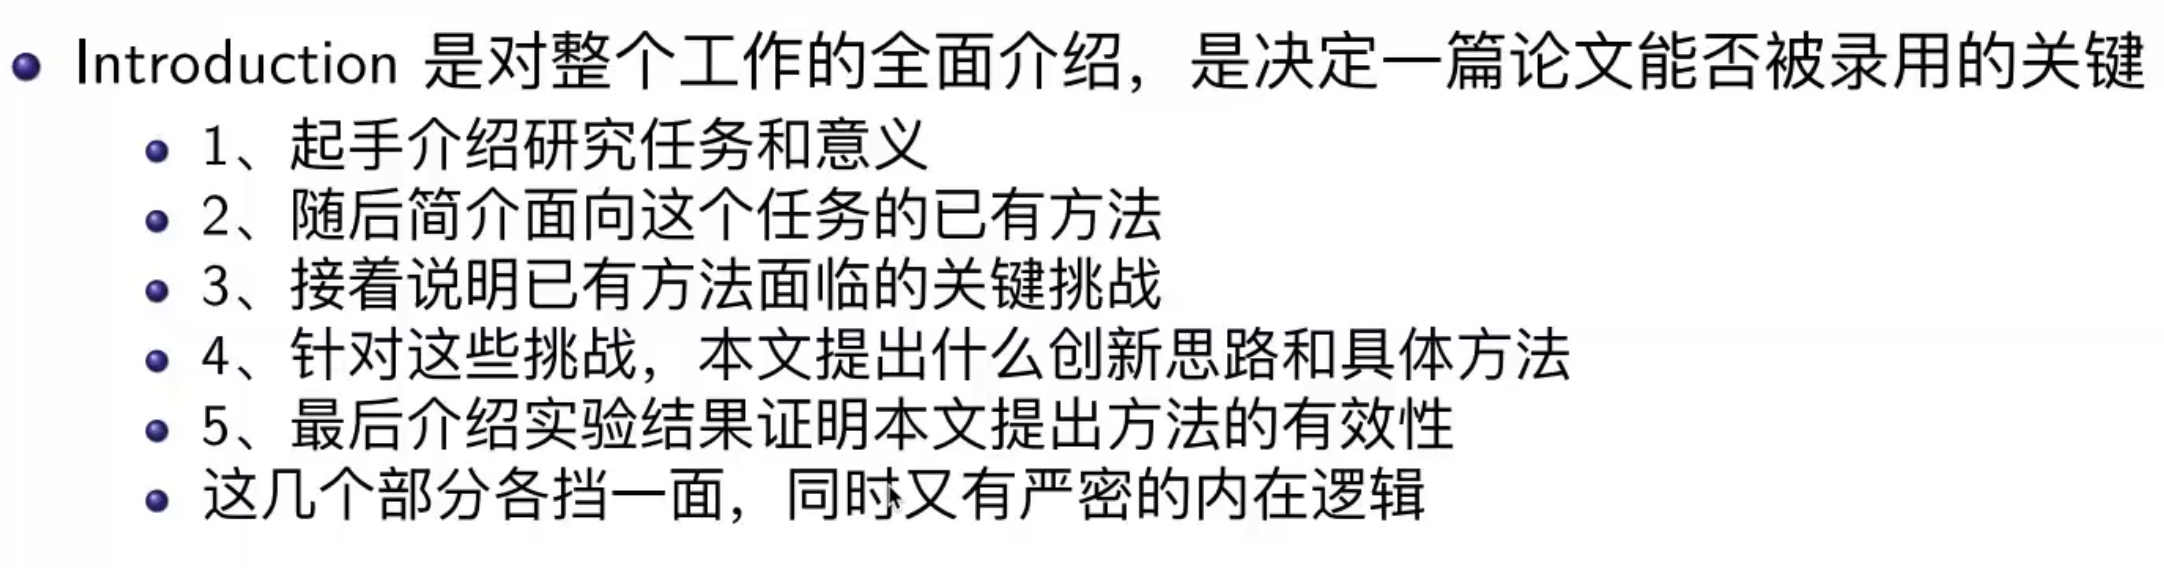 Introduction 是对整个工作的全面介绍，是决定一篇论文能否被录用的关键
1、起手介绍研究任务和意义
2、随后简介面向这个任务的已有方法
3、接着说明已有方法面临的关键挑战
4、针对这些挑战，本文提出什么创新思路和具体方法
5、最后介绍实验结果证明本文提出方法的有效性
这几个部分各挡一面，同时又有严密的内在逻辑